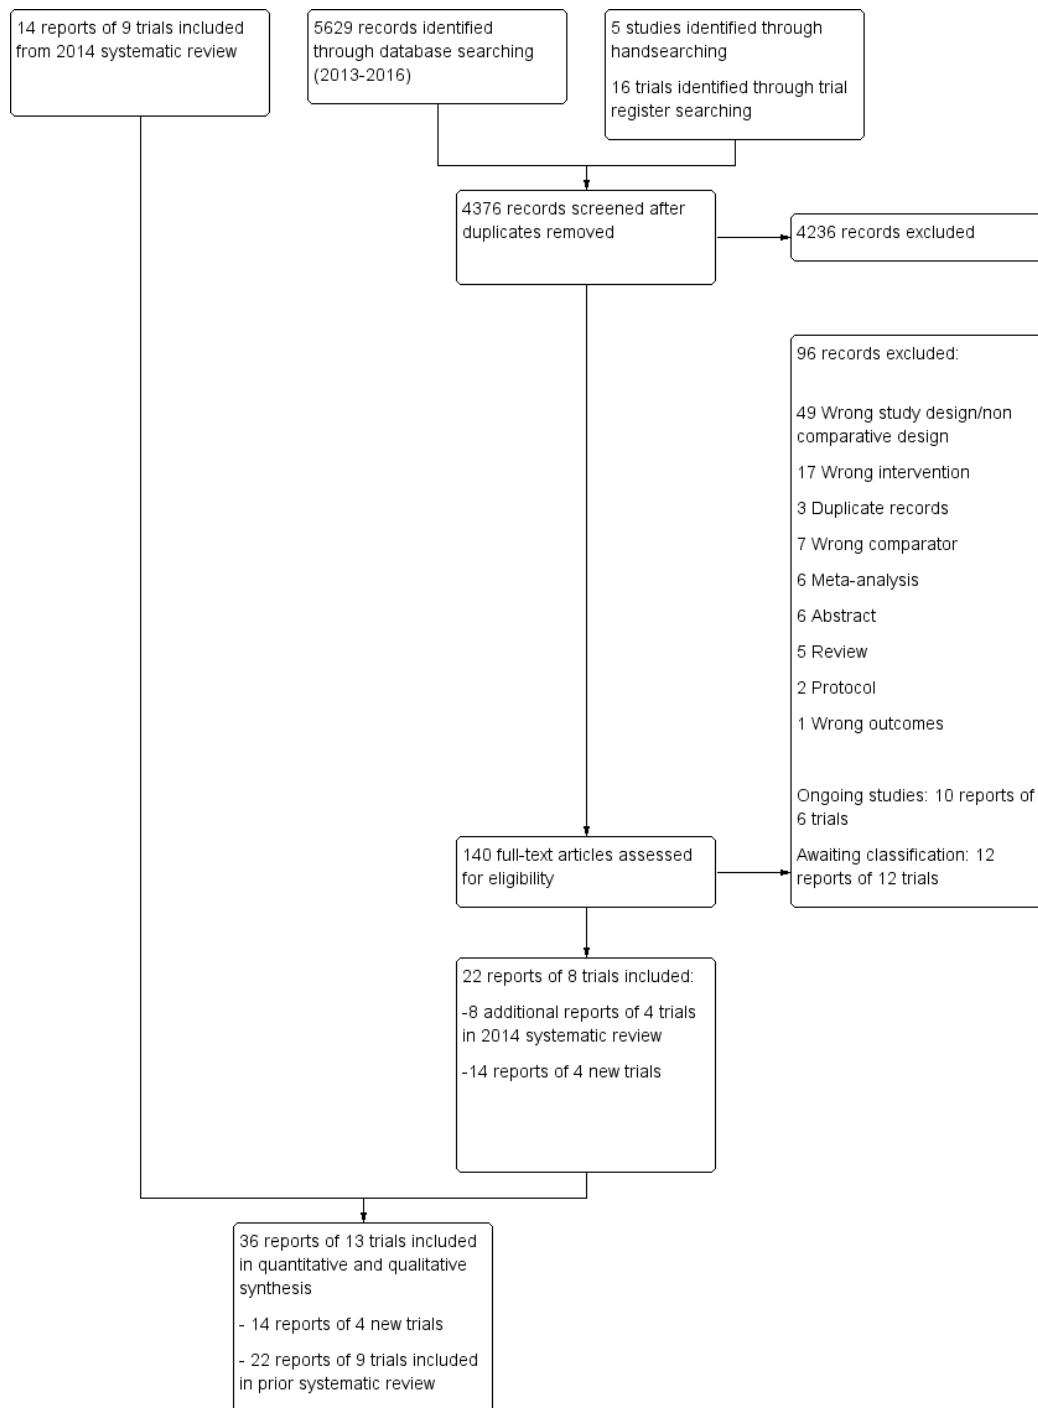 14 reports of 9 trials included
from 2014 systematic review
5629 records identified
through database searching
(2013-2016)
5 studies identified through
handsearching
16 trials identified through trial
register searching
4376 records screened after
duplicates removed
4236 records excluded
96 records excluded:
49 Wrong study design/non
comparative design
17 Wrong intervention
3 Duplicate records
7 Wrong comparator
6 Meta-analysis
6 Abstract
5 Review
2 Protocol
1 Wrong outcomes
Ongoing studies: 10 reports of
6 trials
Awaiting classification: 12
reports of 12 trials
140 full-text articles assessed
for eligibility
22 reports of 8 trials included:
-8 additional reports of 4 trials
in 2014 systematic review
-14 reports of 4 new trials
36 reports of 13 trials included
in quantitative and qualitative
synthesis
- 14 reports of 4 new trials
- 22 reports of 9 trials included
in prior systematic review